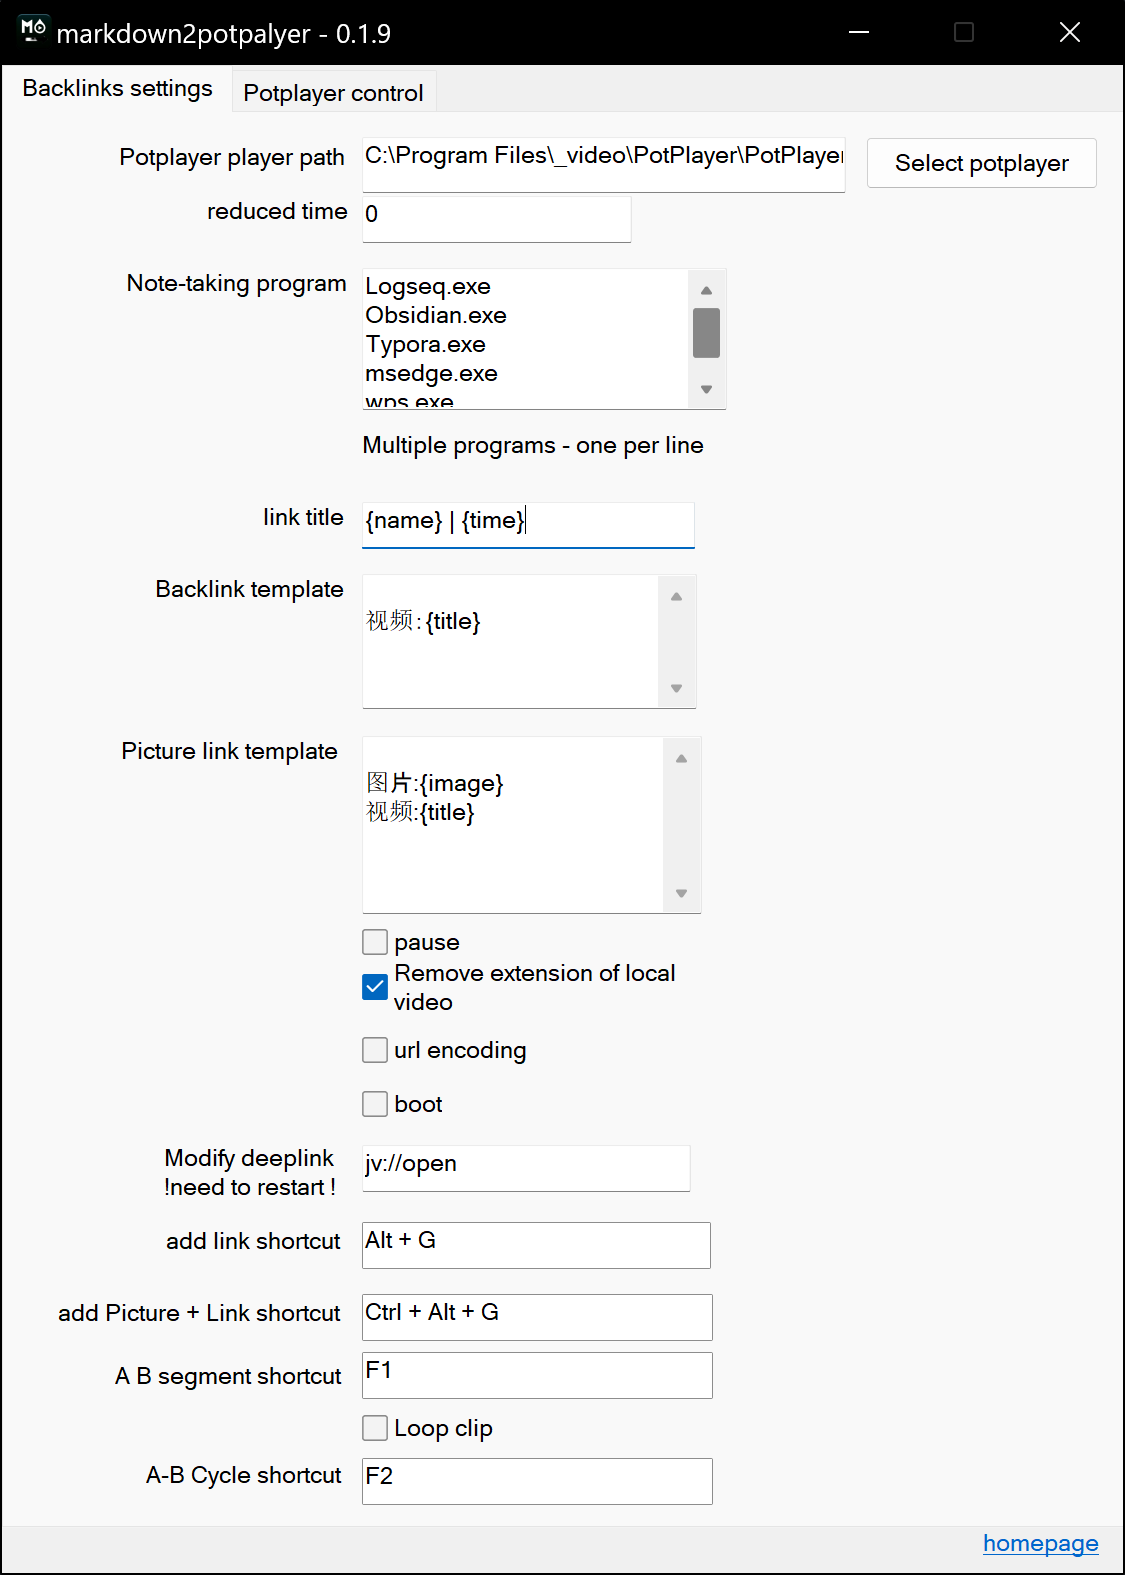 markdown2potpalyer - 0.1.9
Backlinks settings
Potplayer control
Potplayer player path
C:\Program Files\_video\PotPlayer\PotPlayer
Select potplayer
reduced time
0
Note-taking program
Logseq.exe
Obsidian.exe
Typora.exe
msedge.exe
wps.exe
Multiple programs - one per line
link title
{name} | {time}
Backlink template
视频:{title}
Picture link template
图片:{image}
视频:{title}
pause
Remove extension of local
video
url encoding
boot
Modify deeplink
!need to restart !
jv://open
add link shortcut
Alt + G
add Picture + Link shortcut
Ctrl + Alt + G
A B segment shortcut
F1
Loop clip
A-B Cycle shortcut
F2
homepage